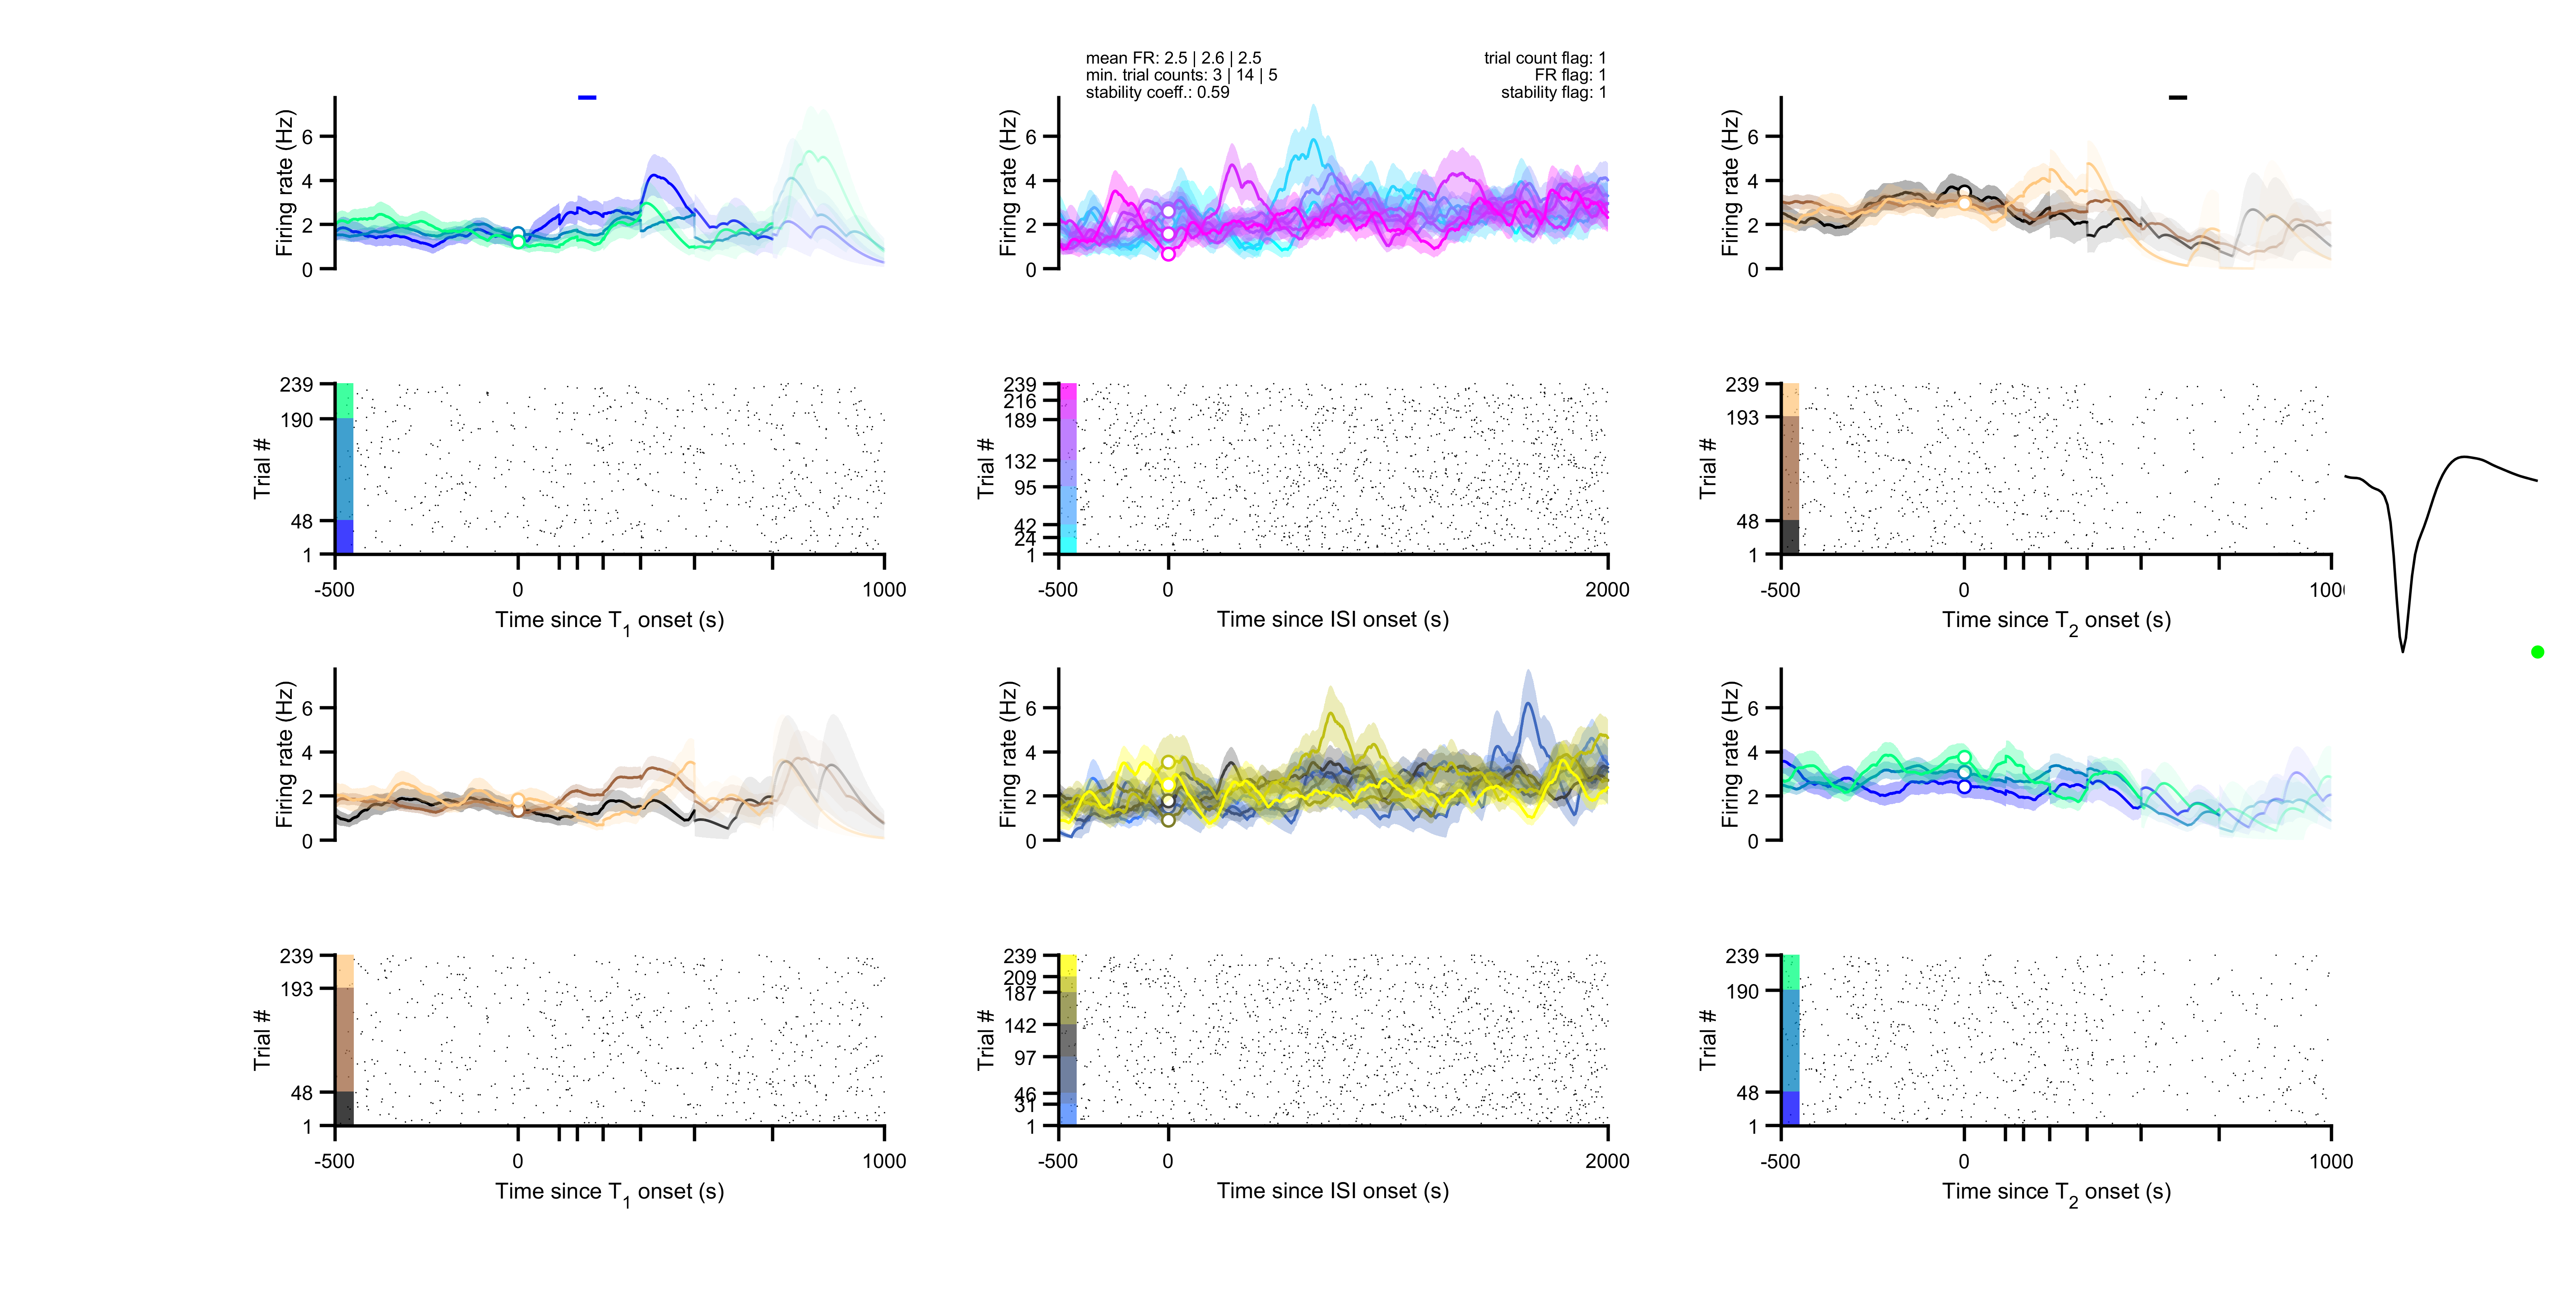 mean FR: 2.5 | 2.6 | 2.5
min. trial counts: 3 | 14 | 5
stability coeff.: 0.59
trial count flag: 1
FR flag: 1
stability flag: 1
Firing rate (Hz)
6
4
2
0
Firing rate (Hz)
6
4
2
0
Firing rate (Hz)
6
4
2
0
Trial #
239
190
48
1
-500 0 1000
Time since T1 onset (s)
Trial #
239
216
189
132
95
42
24
1
-500 0 2000
Time since ISI onset (s)
Trial #
239
193
48
1
-500 0 100
Time since T2 onset (s)
Firing rate (Hz)
6
4
2
0
Firing rate (Hz)
6
4
2
0
Firing rate (Hz)
6
4
2
0
Trial #
239
193
48
1
-500 0 1000
Time since T1 onset (s)
Trial #
239
209
187
142
97
46
31
1
-500 0 2000
Time since ISI onset (s)
Trial #
239
190
48
1
-500 0 1000
Time since T2 onset (s)